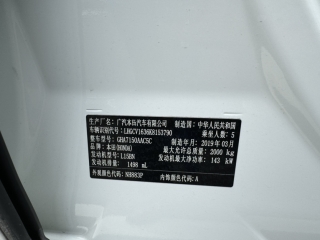 生产厂名：广汽本田汽车有限公司 制造国：中华人民共和国
车辆识别代号：LHGCV1636K8153790 乘坐人数：5
整车型号：GHA7150AAC5C 制造年月：2019年03月
品牌：本田(HONDA) 最大允许总质量：2000 kg
发动机型号：L15BN 发动机最大净功率：143 kW
发动机排量：1498 mL
外观颜色代码：NH883P 内饰颜色代码：A